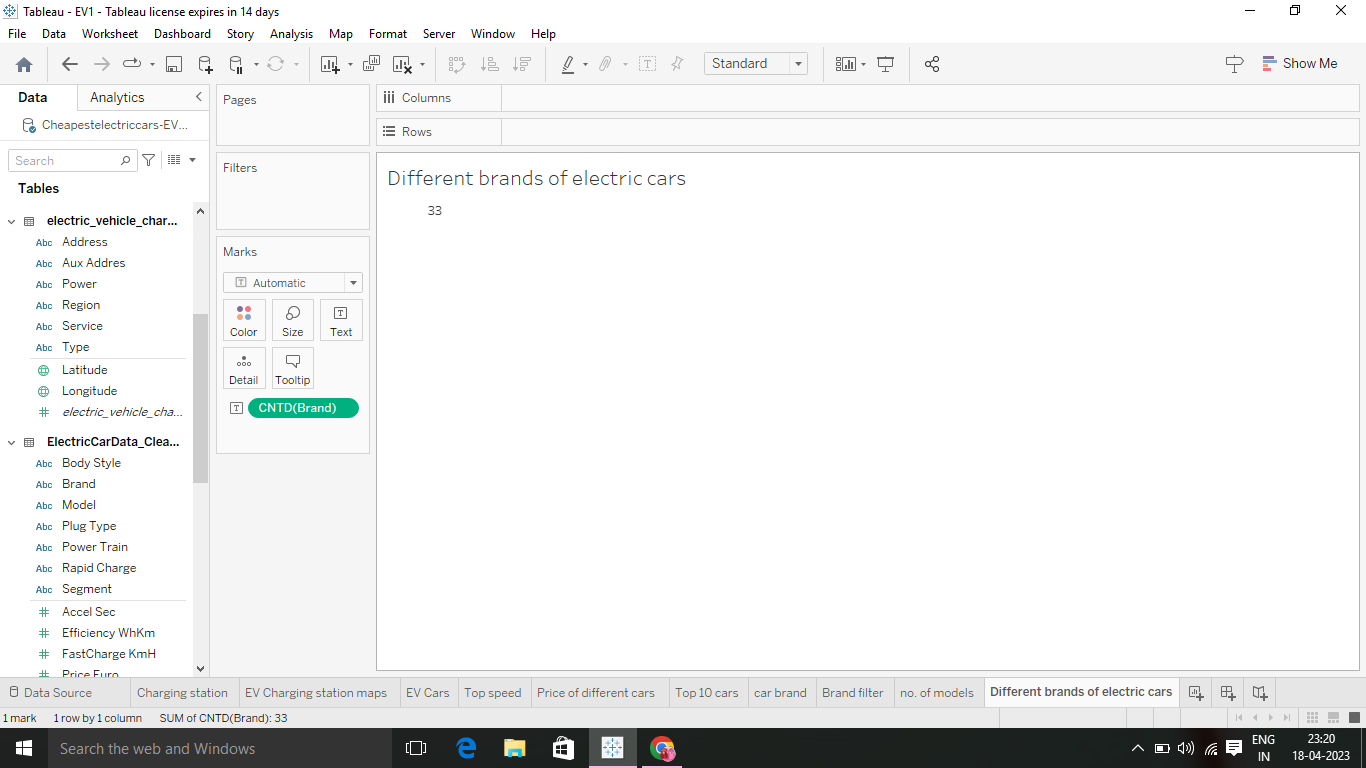 Tableau - EV1 - Tableau license expires in 14 days
File Data Worksheet Dashboard Story Analysis Map Format Server Window Help
Standard
Show Me
Data Analytics
Cheapestelectriccars-EV...
Search
Tables
electric_vehicle_char...
Abc Address
Abc Aux Addres
Abc Power
Abc Region
Abc Service
Abc Type
Latitude
Longitude
# electric_vehicle_cha...
ElectricCarData_Clea...
Abc Body Style
Abc Brand
Abc Model
Abc Plug Type
Abc Power Train
Abc Rapid Charge
Abc Segment
# Accel Sec
# Efficiency WhKm
# FastCharge KmH
# Price Euro
Pages
Filters
Marks
T Automatic
Color Size Text
Detail Tooltip
T CNTD(Brand)
Columns
Rows
Different brands of electric cars
33
Data Source Charging station EV Charging station maps EV Cars Top speed Price of different cars Top 10 cars car brand Brand filter no. of models Different brands of electric cars
1 mark 1 row by 1 column SUM of CNTD(Brand): 33
Search the web and Windows
ENG
IN
23:20
18-04-2023